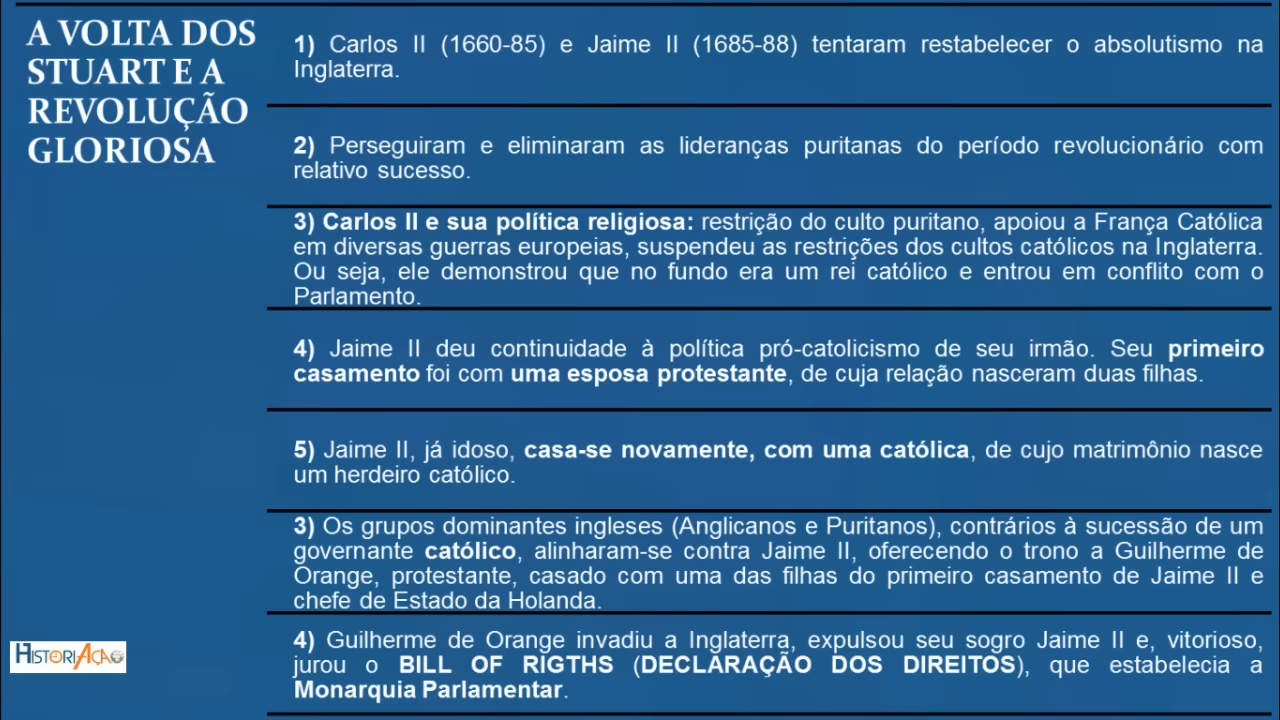 A VOLTA DOS
STUART E A
REVOLUÇÃO
GLORIOSA
1) Carlos II (1660-85) e Jaime II (1685-88) tentaram restabelecer o absolutismo na
Inglaterra.
2) Perseguiram e eliminaram as lideranças puritanas do período revolucionário com
relativo sucesso.
3) Carlos II e sua política religiosa: restrição do culto puritano, apoiou a França Católica
em diversas guerras europeias, suspendeu as restrições dos cultos católicos na Inglaterra.
Ou seja, ele demonstrou que no fundo era um rei católico e entrou em conflito com o
Parlamento.
4) Jaime II deu continuidade à política pró-catolicismo de seu irmão. Seu primeiro
casamento foi com uma esposa protestante, de cuja relação nasceram duas filhas.
5) Jaime II, já idoso, casa-se novamente, com uma católica, de cujo matrimônio nasce
um herdeiro católico.
3) Os grupos dominantes ingleses (Anglicanos e Puritanos), contrários à sucessão de um
governante católico, alinharam-se contra Jaime II, oferecendo o trono a Guilherme de
Orange, protestante, casado com uma das filhas do primeiro casamento de Jaime II e
chefe de Estado da Holanda.
4) Guilherme de Orange invadiu a Inglaterra, expulsou seu sogro Jaime II e, vitorioso,
jurou o BILL OF RIGTHS (DECLARAÇÃO DOS DIREITOS), que estabelecia a
Monarquia Parlamentar.
HISTORIAÇÃO